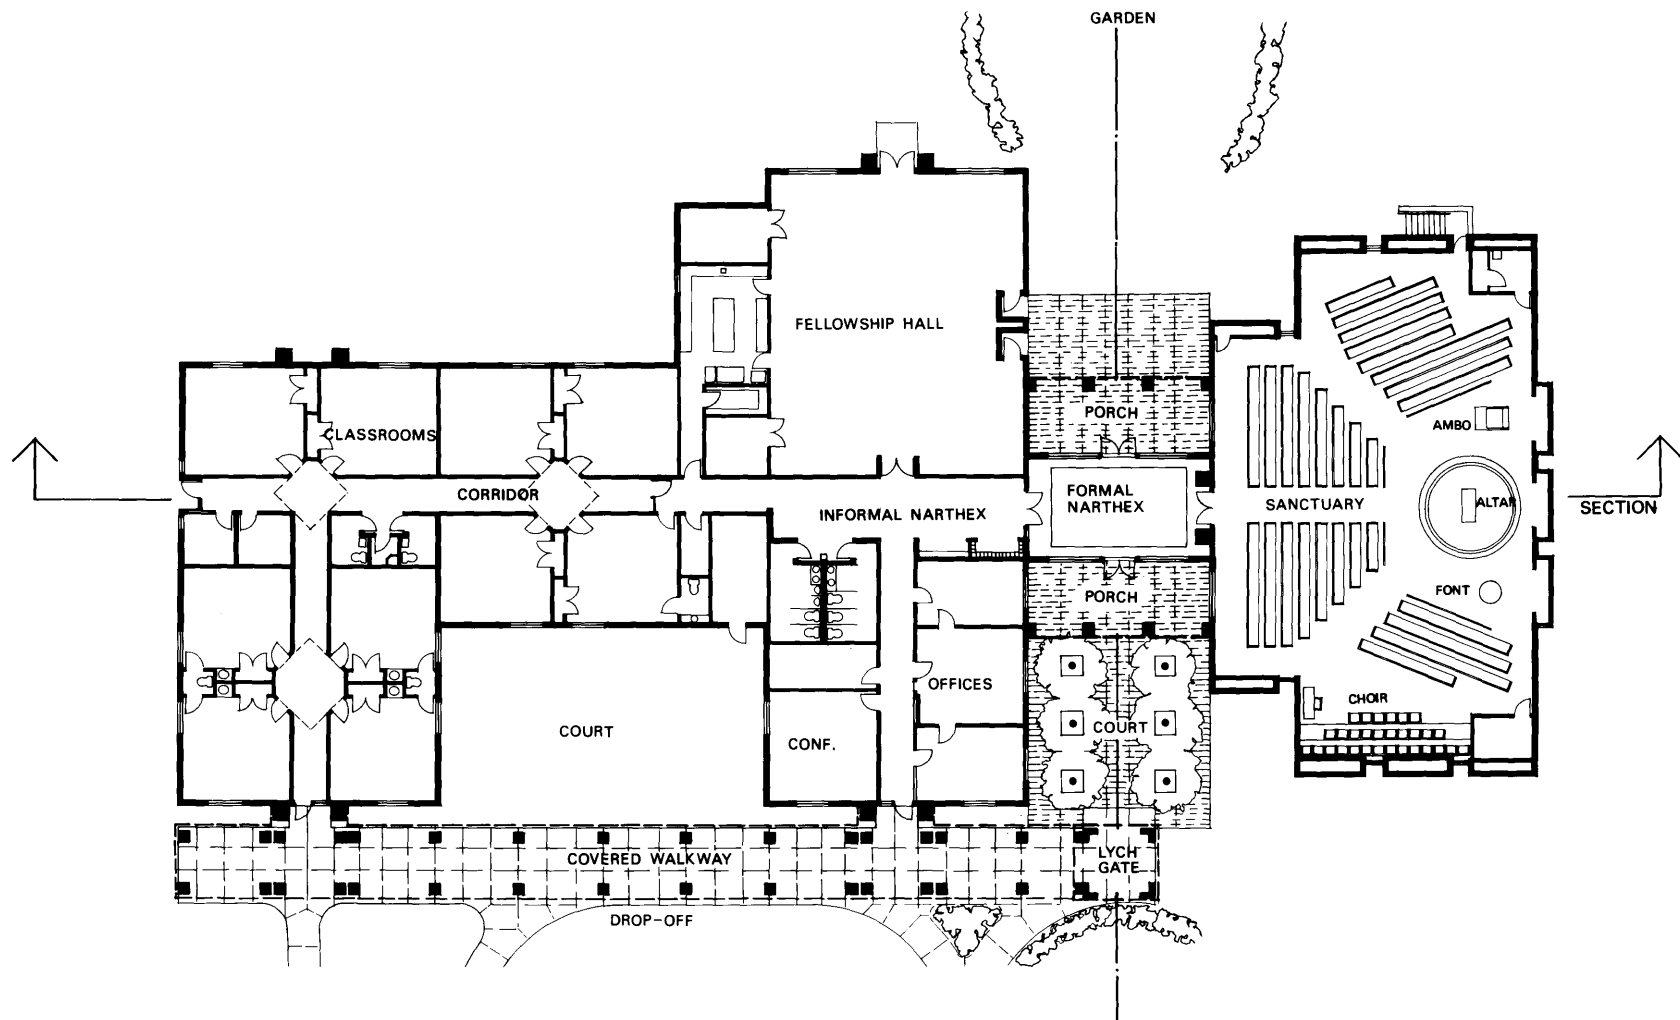 GARDEN
FELLOWSHIP HALL
PORCH
AMBO
CLASSROOMS
CORRIDOR
FORMAL
NARTHEX
SANCTUARY
ALTAR
SECTION
INFORMAL NARTHEX
PORCH
FONT
OFFICES
CHOIR
COURT
COURT
CONF.
COVERED WALKWAY
LYCH
GATE
DROP-OFF